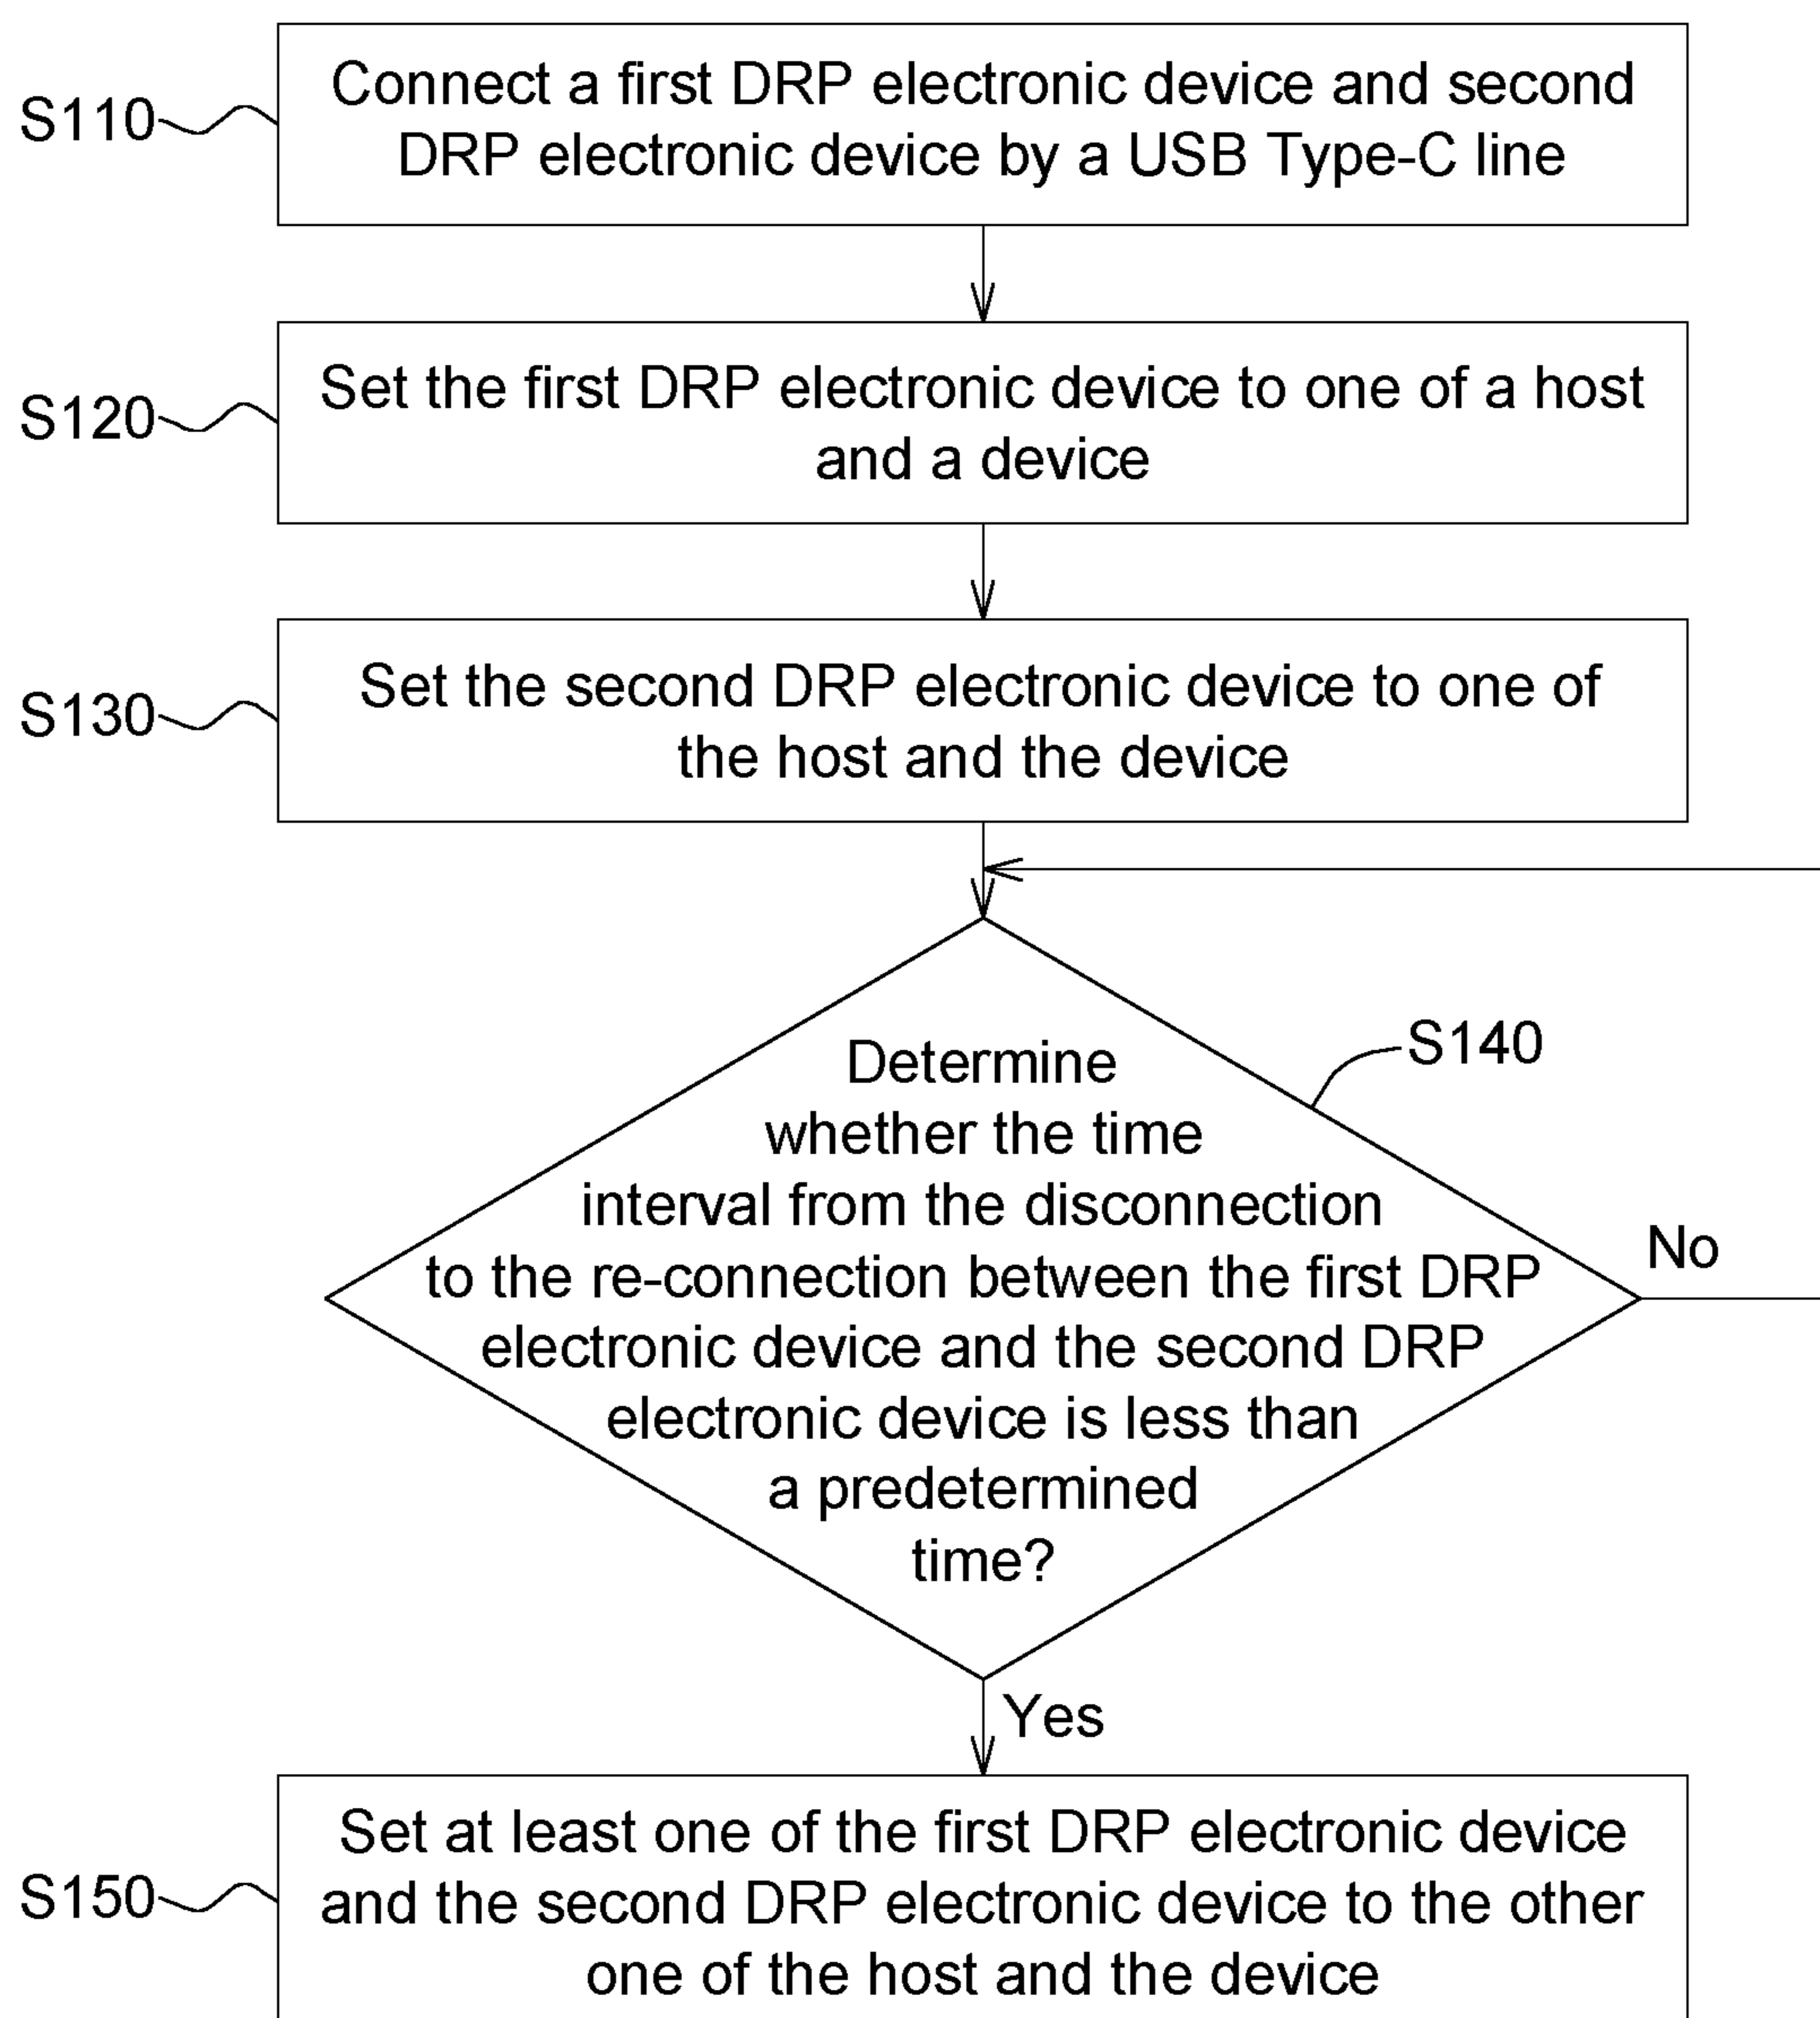 S110
Connect a first DRP electronic device and second
DRP electronic device by a USB Type-C line
S120
Set the first DRP electronic device to one of a host
and a device
S130
Set the second DRP electronic device to one of
the host and the device
S140
Determine
whether the time
interval from the disconnection
to the re-connection between the first DRP
electronic device and the second DRP
electronic device is less than
a predetermined
time?
No
Yes
S150
Set at least one of the first DRP electronic device
and the second DRP electronic device to the other
one of the host and the device